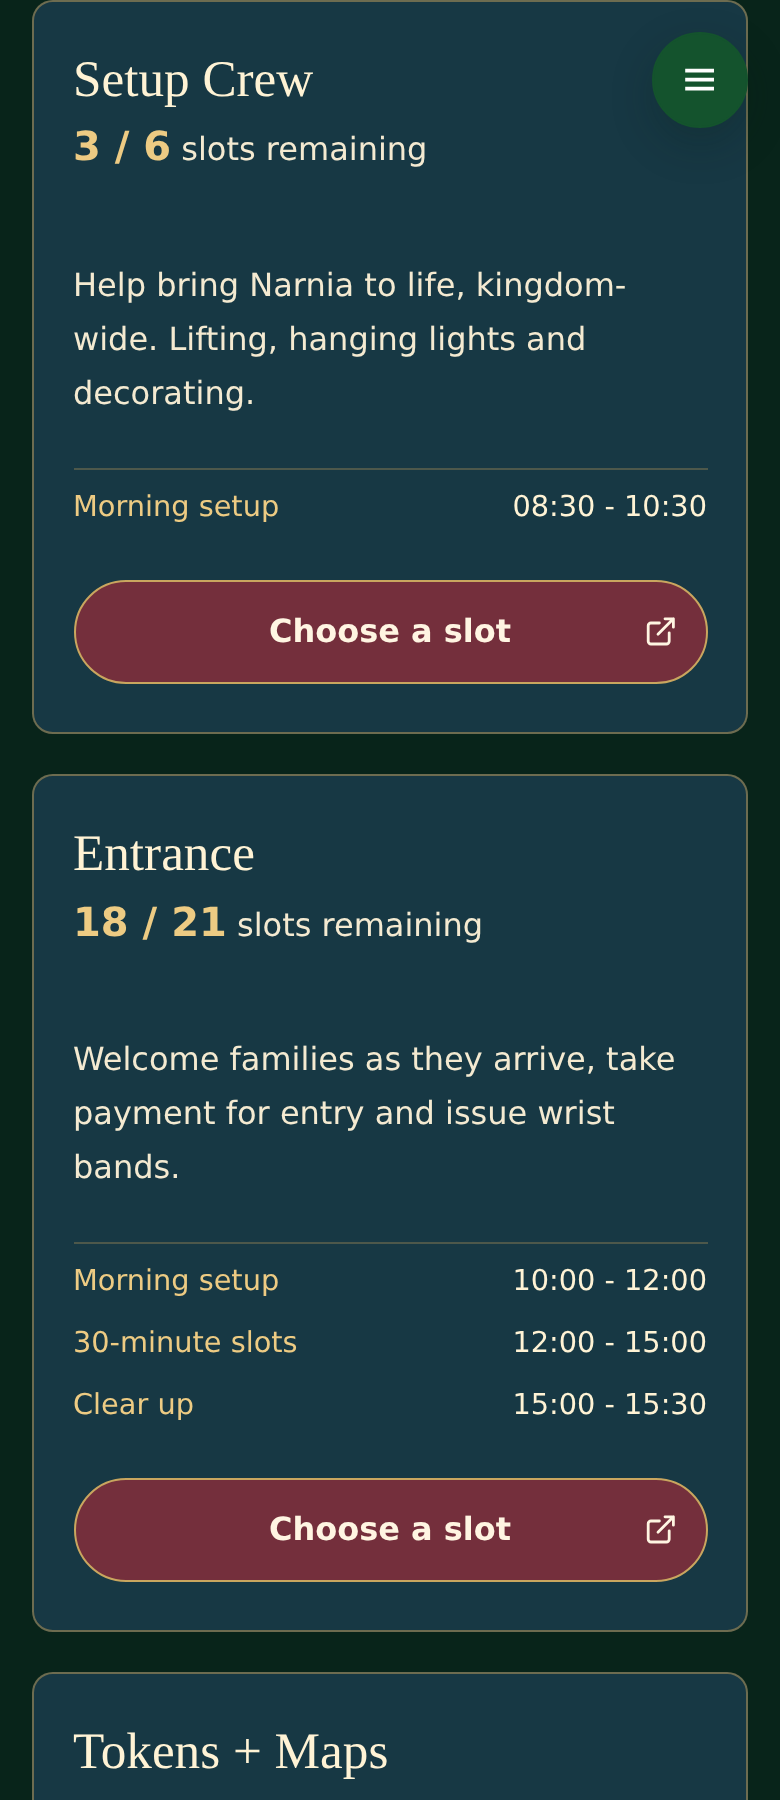 Setup Crew
3 / 6 slots remaining
Help bring Narnia to life, kingdom-
wide. Lifting, hanging lights and
decorating.
Morning setup 08:30 - 10:30
Choose a slot
Entrance
18 / 21 slots remaining
Welcome families as they arrive, take
payment for entry and issue wrist
bands.
Morning setup 10:00 - 12:00
30-minute slots 12:00 - 15:00
Clear up 15:00 - 15:30
Choose a slot
Tokens + Maps